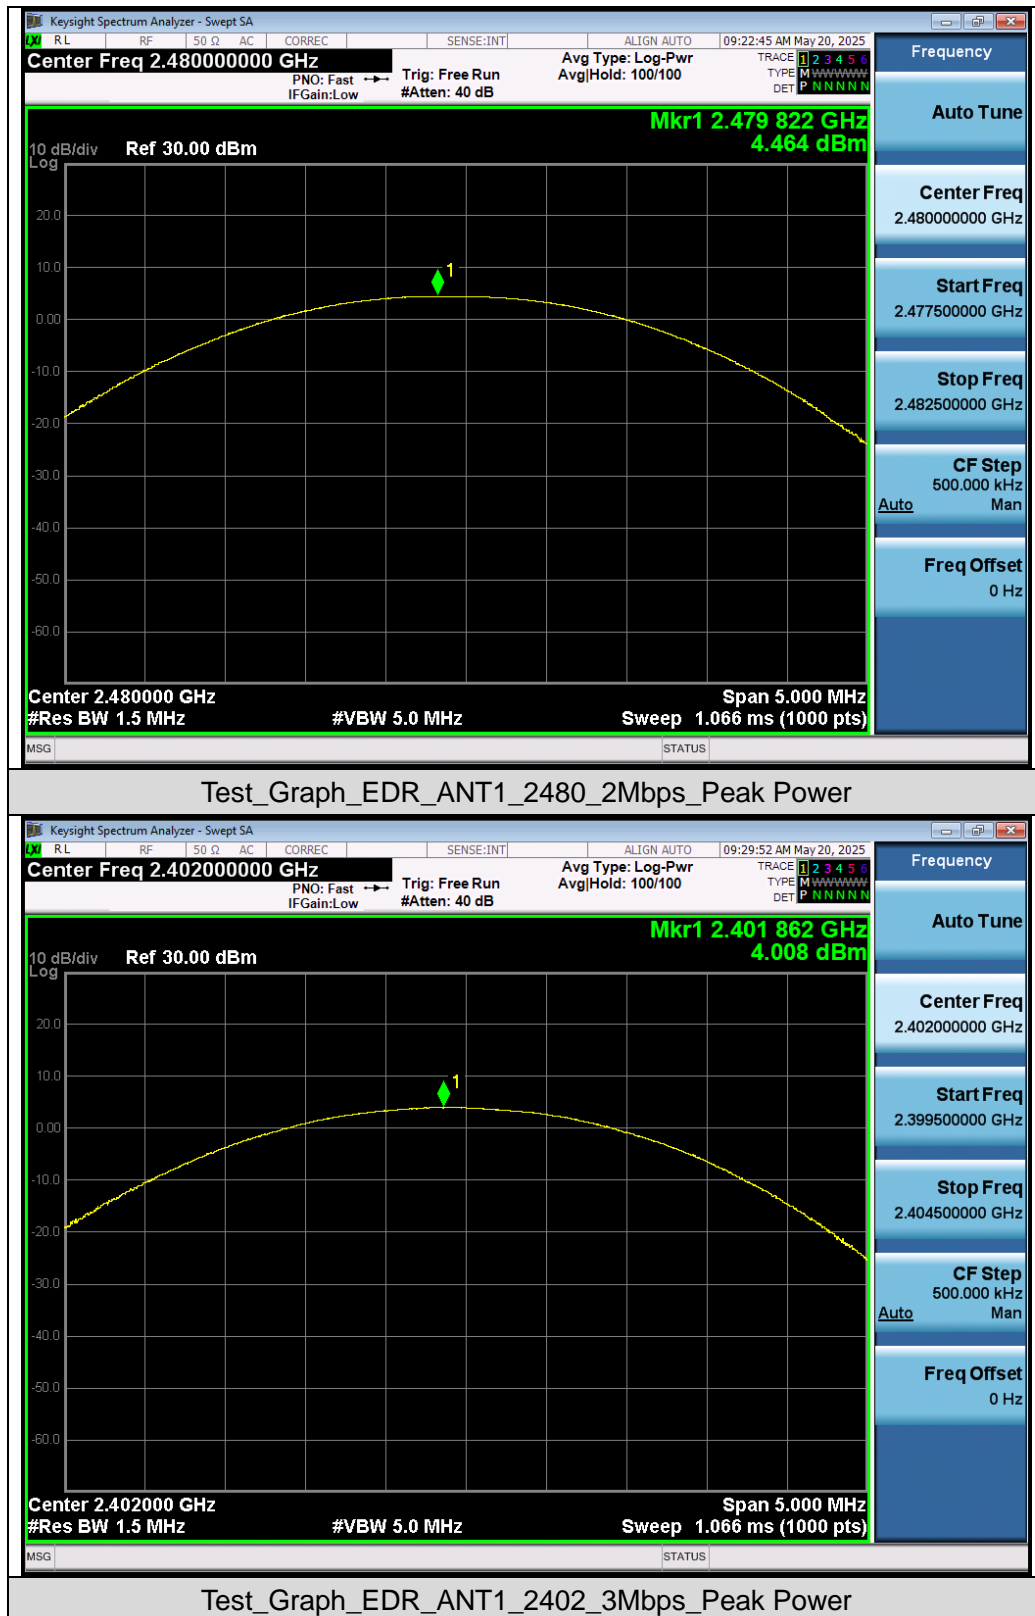 Keysight Spectrum Analyzer - Swept SA
LXI RL RF 50 Ω AC CORREC SENSE:INT ALIGN AUTO 09:22:45 AM May 20, 2025
Center Freq 2.480000000 GHz
PNO: Fast
IFGain:Low
Trig: Free Run
#Atten: 40 dB
Avg Type: Log-Pwr
Avg|Hold: 100/100
TRACE 1 2 3 4 5 6
TYPE M W W W W W
DET P N N N N N
Frequency
Mkr1 2.479 822 GHz
4.464 dBm
10 dB/div Ref 30.00 dBm
Log
20.0
10.0
0.00
-10.0
-20.0
-30.0
-40.0
-50.0
-60.0
1
Center 2.480000 GHz Span 5.000 MHz
#Res BW 1.5 MHz #VBW 5.0 MHz Sweep 1.066 ms (1000 pts)
Auto Tune
Center Freq
2.480000000 GHz
Start Freq
2.477500000 GHz
Stop Freq
2.482500000 GHz
CF Step
500.000 kHz
Auto Man
Freq Offset
0 Hz
MSG STATUS
Test_Graph_EDR_ANT1_2480_2Mbps_Peak Power
Keysight Spectrum Analyzer - Swept SA
LXI RL RF 50 Ω AC CORREC SENSE:INT ALIGN AUTO 09:29:52 AM May 20, 2025
Center Freq 2.402000000 GHz
PNO: Fast
IFGain:Low
Trig: Free Run
#Atten: 40 dB
Avg Type: Log-Pwr
Avg|Hold: 100/100
TRACE 1 2 3 4 5 6
TYPE M W W W W W
DET P N N N N N
Frequency
Mkr1 2.401 862 GHz
4.008 dBm
10 dB/div Ref 30.00 dBm
Log
20.0
10.0
0.00
-10.0
-20.0
-30.0
-40.0
-50.0
-60.0
1
Center 2.402000 GHz Span 5.000 MHz
#Res BW 1.5 MHz #VBW 5.0 MHz Sweep 1.066 ms (1000 pts)
Auto Tune
Center Freq
2.402000000 GHz
Start Freq
2.399500000 GHz
Stop Freq
2.404500000 GHz
CF Step
500.000 kHz
Auto Man
Freq Offset
0 Hz
MSG STATUS
Test_Graph_EDR_ANT1_2402_3Mbps_Peak Power